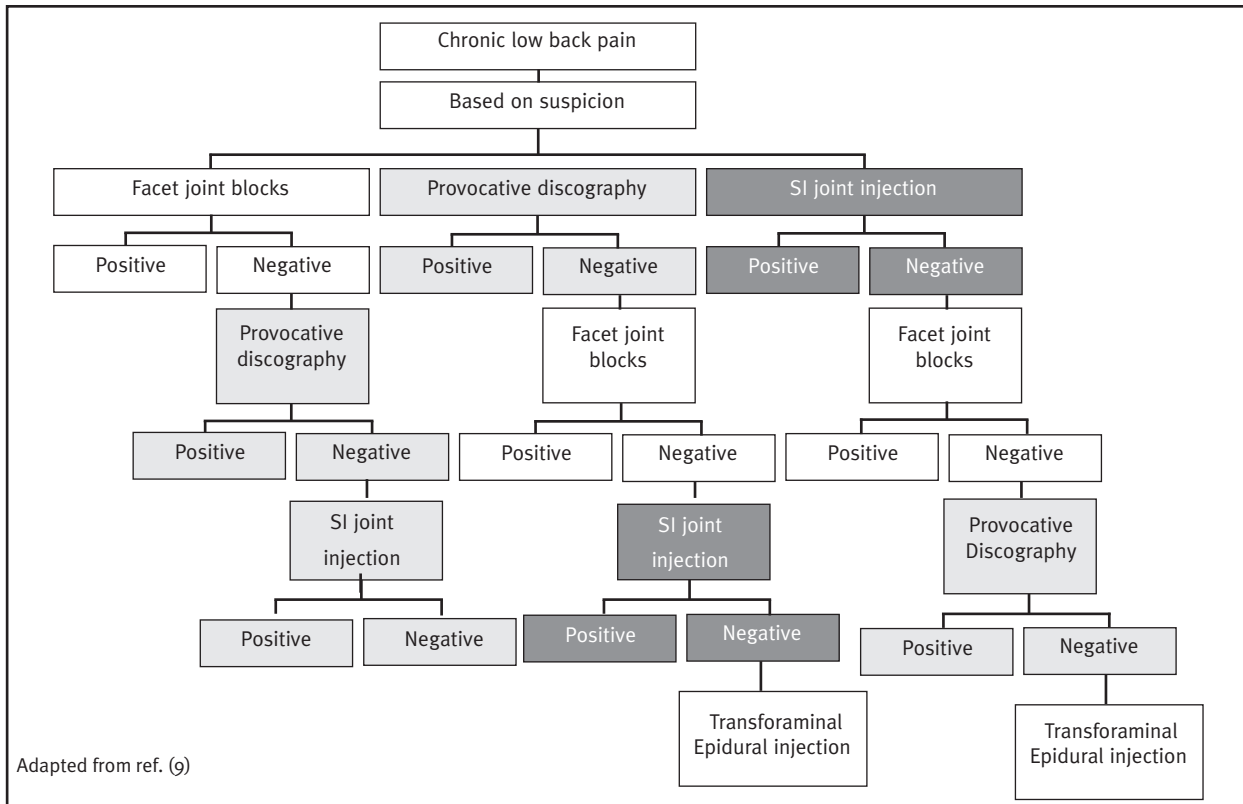 Chronic low back pain
Based on suspicion
Facet joint blocks
Provocative discography
SI joint injection
Positive
Negative
Positive
Negative
Positive
Negative
Provocative
discography
Facet joint
blocks
Facet joint
blocks
Positive
Negative
Positive
Negative
Positive
Negative
SI joint
injection
SI joint
injection
Provocative
Discography
Positive
Negative
Positive
Negative
Positive
Negative
Transforaminal
Epidural injection
Transforaminal
Epidural injection
Adapted from ref. (9)